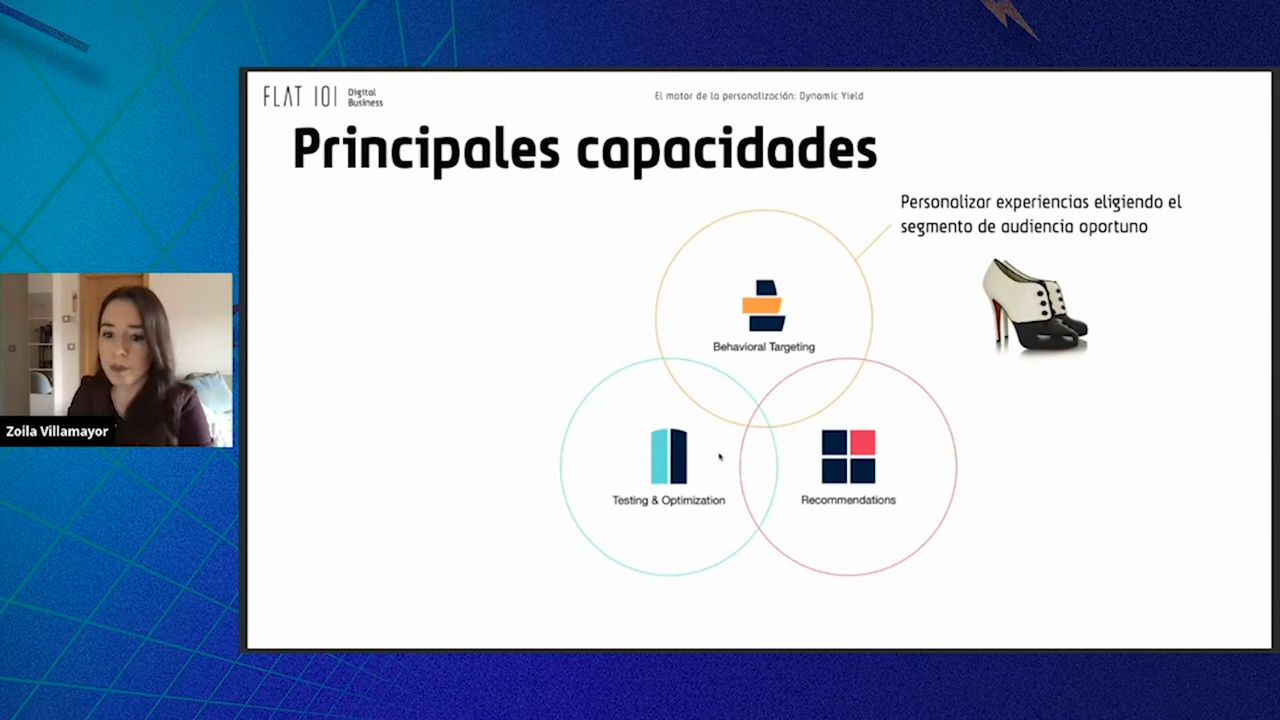 FLAT 101
Digital
Business
El motor de la personalización: Dynamic Yield
Principales capacidades
Personalizar experiencias eligiendo el
segmento de audiencia oportuno
Behavioral Targeting
Testing & Optimization
Recommendations
Zoila Villamayor